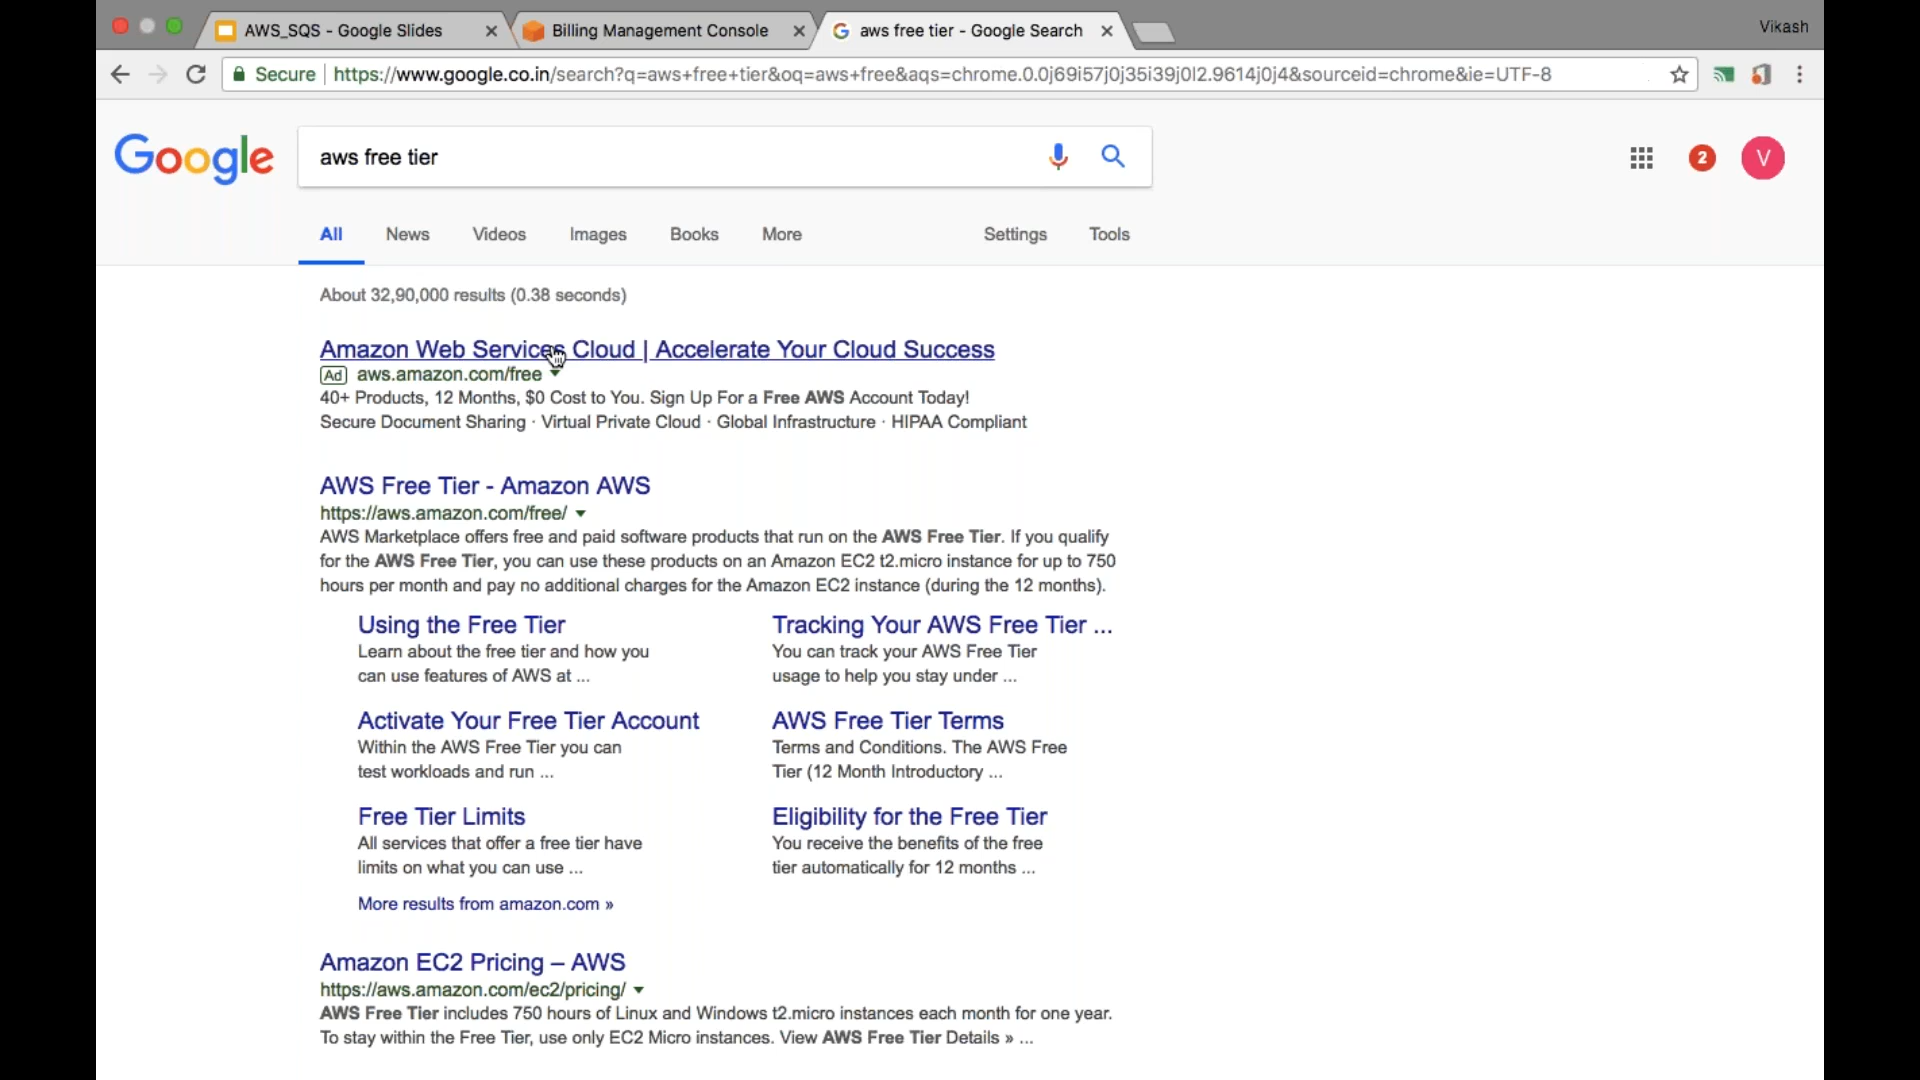 AWS_SQS - Google Slides
Billing Management Console
aws free tier - Google Search
Vikash
Secure https://www.google.co.in/search?q=aws+free+tier&oq=aws+free&aqs=chrome.0.0j69i57j0j35i39j0l2.9614j0j4&sourceid=chrome&ie=UTF-8
Google
aws free tier
2
V
All News Videos Images Books More Settings Tools
About 32,90,000 results (0.38 seconds)
Amazon Web Services Cloud | Accelerate Your Cloud Success
Ad aws.amazon.com/free
40+ Products, 12 Months, $0 Cost to You. Sign Up For a Free AWS Account Today!
Secure Document Sharing · Virtual Private Cloud · Global Infrastructure · HIPAA Compliant
AWS Free Tier - Amazon AWS
https://aws.amazon.com/free/
AWS Marketplace offers free and paid software products that run on the AWS Free Tier. If you qualify
for the AWS Free Tier, you can use these products on an Amazon EC2 t2.micro instance for up to 750
hours per month and pay no additional charges for the Amazon EC2 instance (during the 12 months).
Using the Free Tier
Learn about the free tier and how you
can use features of AWS at ...
Tracking Your AWS Free Tier ...
You can track your AWS Free Tier
usage to help you stay under ...
Activate Your Free Tier Account
Within the AWS Free Tier you can
test workloads and run ...
AWS Free Tier Terms
Terms and Conditions. The AWS Free
Tier (12 Month Introductory ...
Free Tier Limits
All services that offer a free tier have
limits on what you can use ...
Eligibility for the Free Tier
You receive the benefits of the free
tier automatically for 12 months ...
More results from amazon.com »
Amazon EC2 Pricing – AWS
https://aws.amazon.com/ec2/pricing/
AWS Free Tier includes 750 hours of Linux and Windows t2.micro instances each month for one year.
To stay within the Free Tier, use only EC2 Micro instances. View AWS Free Tier Details » ...